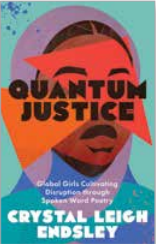 QUANTUM
JUSTICE
Global Girls Cultivating
Disruption through
Spoken Word Poetry
CRYSTAL LEIGH
ENDSLEY